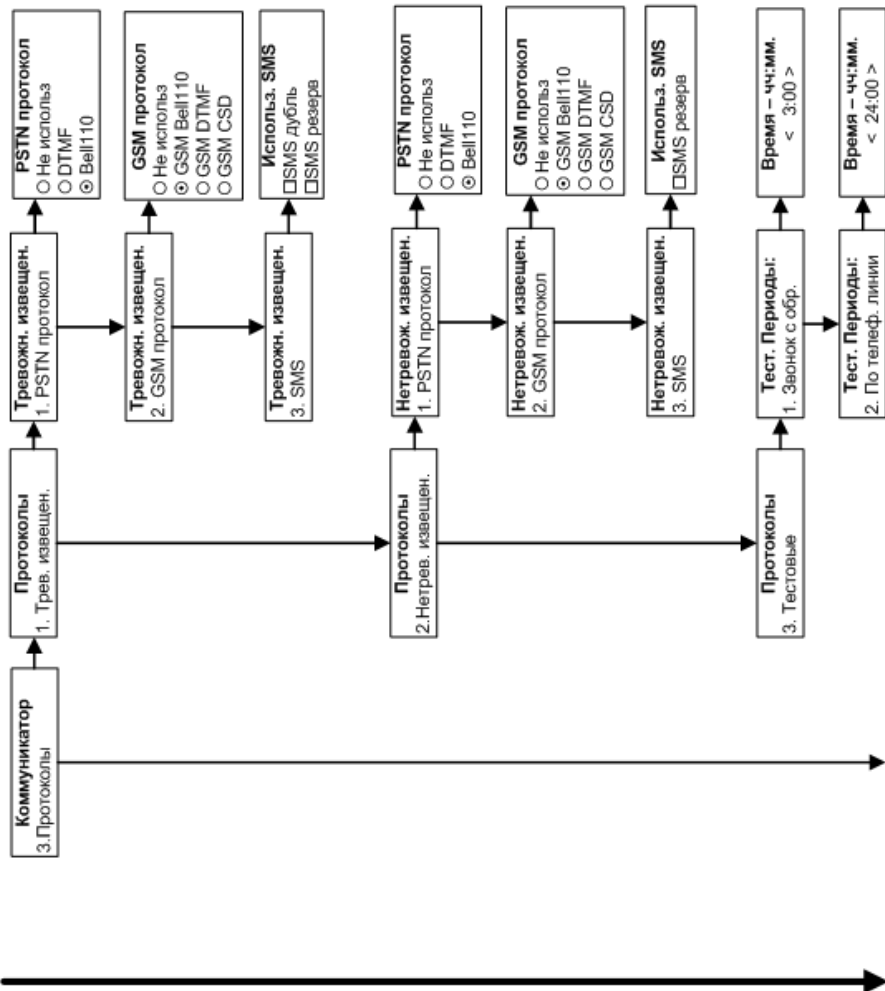 Коммуникатор
3.Протоколы
Протоколы
1. Трев. извещен.
Тревожн. извещен.
1. PSTN протокол
PSTN протокол
Не использ
DTMF
Bell110
Тревожн. извещен.
2. GSM протокол
GSM протокол
Не использ
GSM Bell110
GSM DTMF
GSM CSD
Тревожн. извещен.
3. SMS
Использ. SMS
SMS дубль
SMS резерв
Протоколы
2.Нетрев. извещен.
Нетревож. извещен.
1. PSTN протокол
PSTN протокол
Не использ
DTMF
Bell110
Нетревож. извещен.
2. GSM протокол
GSM протокол
Не использ
GSM Bell110
GSM DTMF
GSM CSD
Нетревож. извещен.
3. SMS
Использ. SMS
SMS резерв
Протоколы
3. Тестовые
Тест. Периоды:
1. Звонок с обр.
Время – чч:мм.
< 3:00 >
Тест. Периоды:
2. По телеф. линии
Время – чч:мм.
< 24:00 >